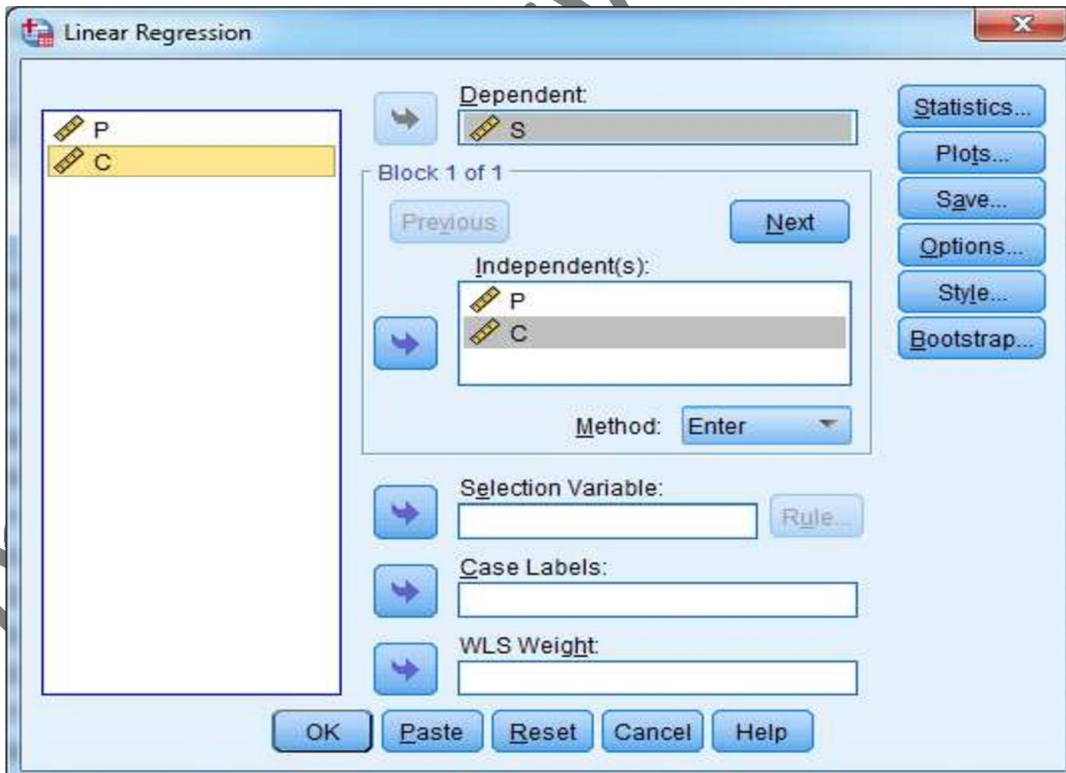 Linear Regression
P
C
Dependent:
S
Block 1 of 1
Previous
Next
Independent(s):
P
C
Method: Enter
Selection Variable:
Rule...
Case Labels:
WLS Weight:
Statistics...
Plots...
Save...
Options...
Style...
Bootstrap...
OK Paste Reset Cancel Help